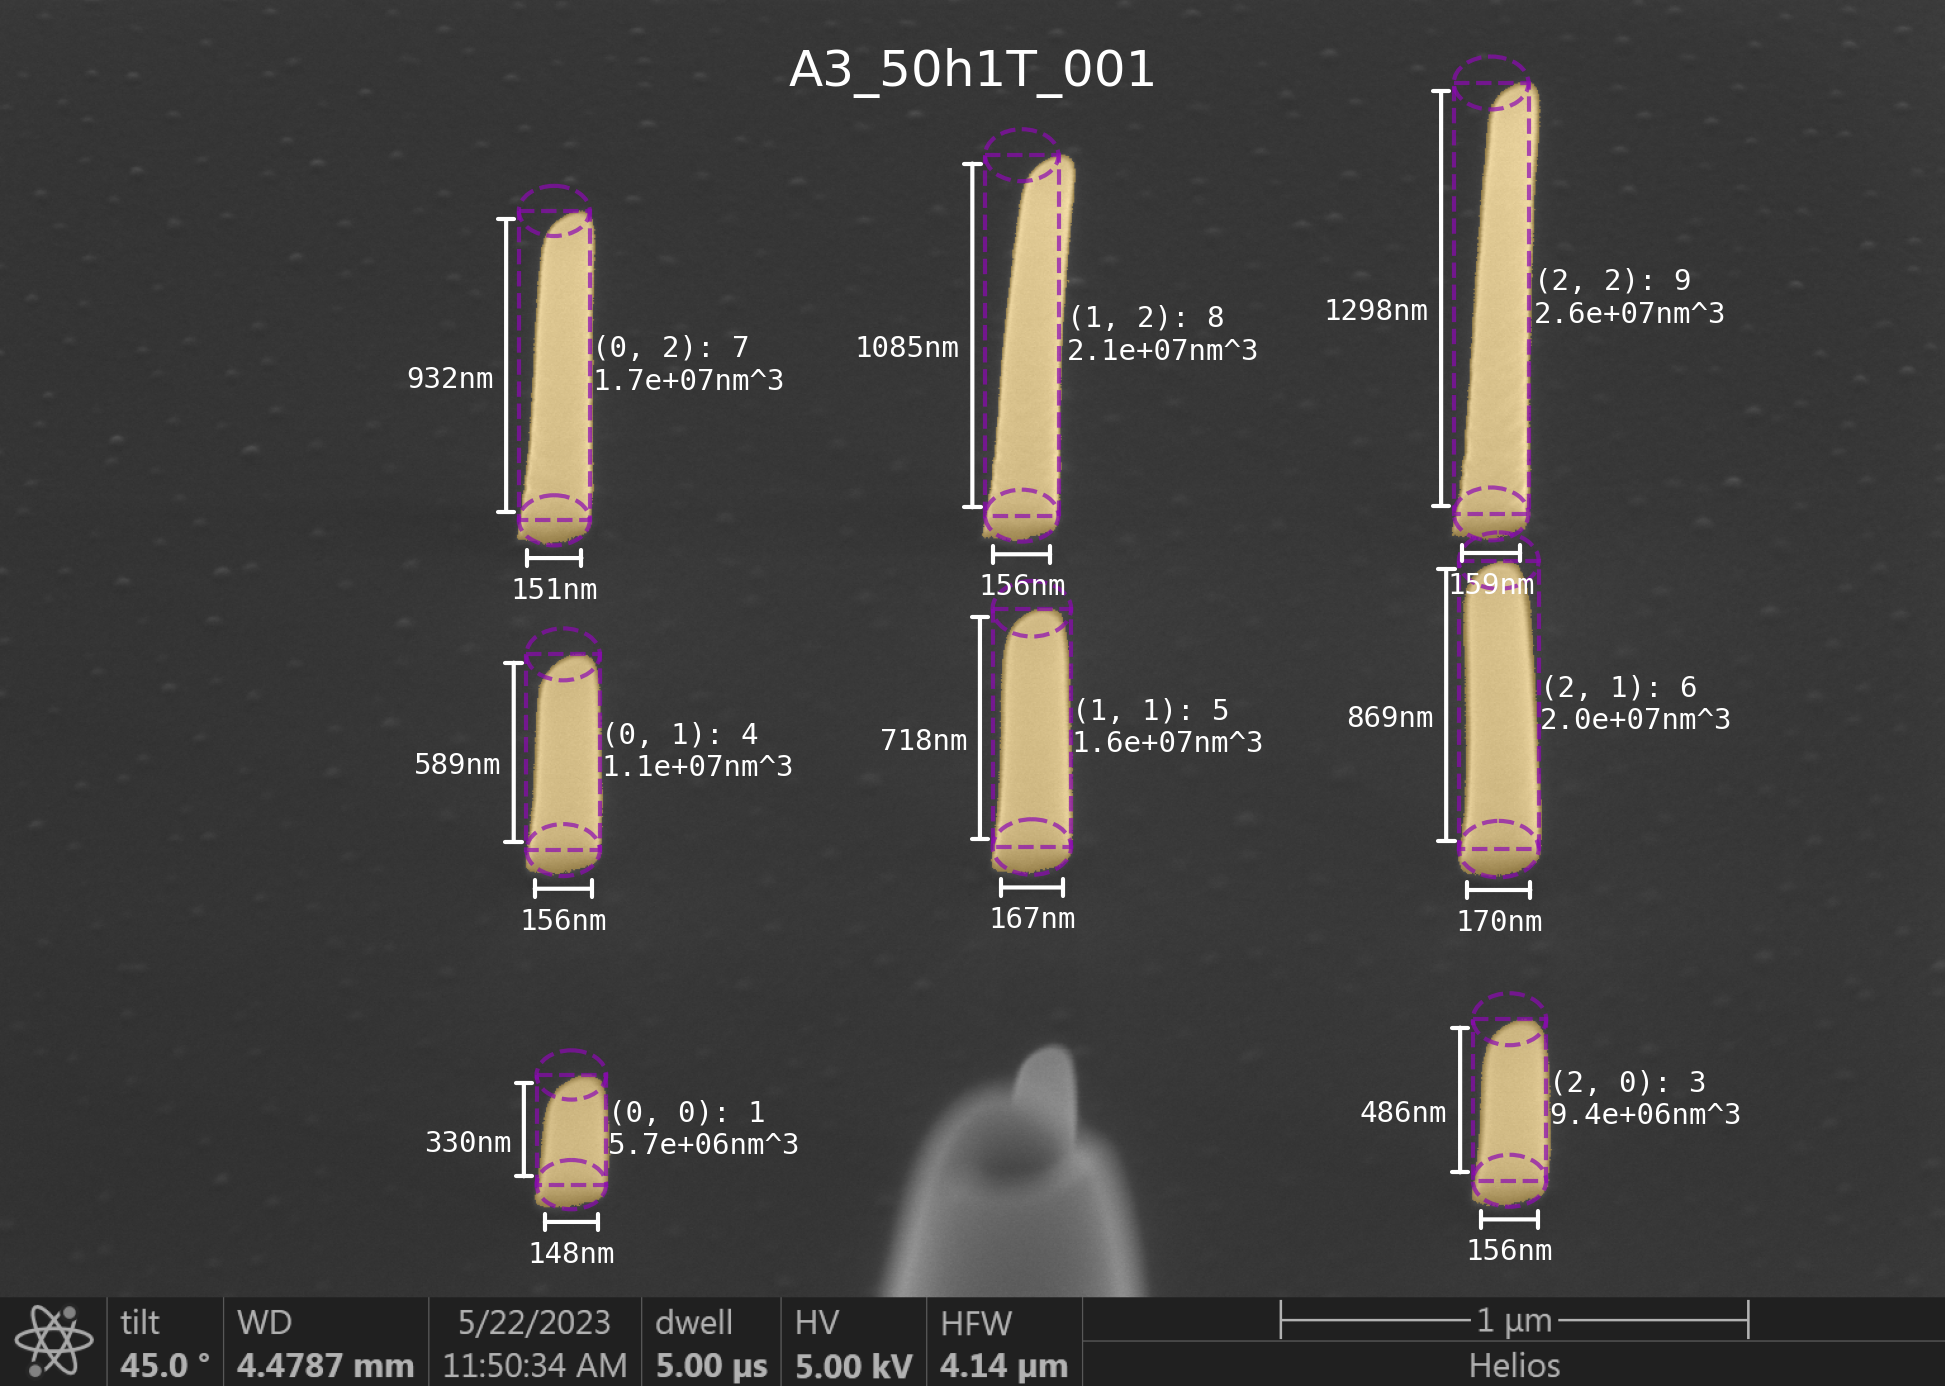 A3_50h1T_001
1298nm
(2, 2): 9
2.6e+07nm^3
159nm
1085nm
(1, 2): 8
2.1e+07nm^3
156nm
932nm
(0, 2): 7
1.7e+07nm^3
151nm
589nm
(0, 1): 4
1.1e+07nm^3
156nm
718nm
(1, 1): 5
1.6e+07nm^3
167nm
869nm
(2, 1): 6
2.0e+07nm^3
170nm
330nm
(0, 0): 1
5.7e+06nm^3
148nm
486nm
(2, 0): 3
9.4e+06nm^3
156nm
tilt
45.0 °
WD
4.4787 mm
5/22/2023
11:50:34 AM
dwell
5.00 µs
HV
5.00 kV
HFW
4.14 µm
1 µm
Helios